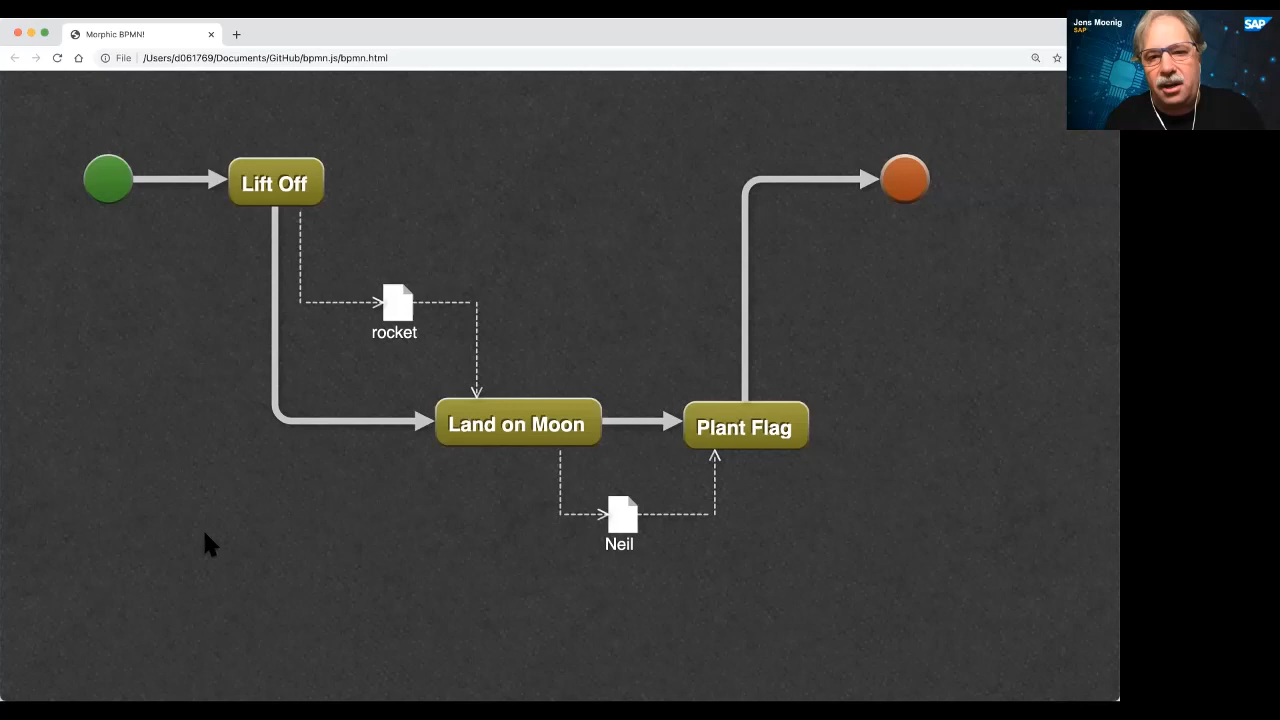 Morphic BPMN!
File
/Users/d061769/Documents/GitHub/bpmn.js/bpmn.html
Jens Moenig
SAP
SAP
Lift Off
rocket
Land on Moon
Plant Flag
Neil